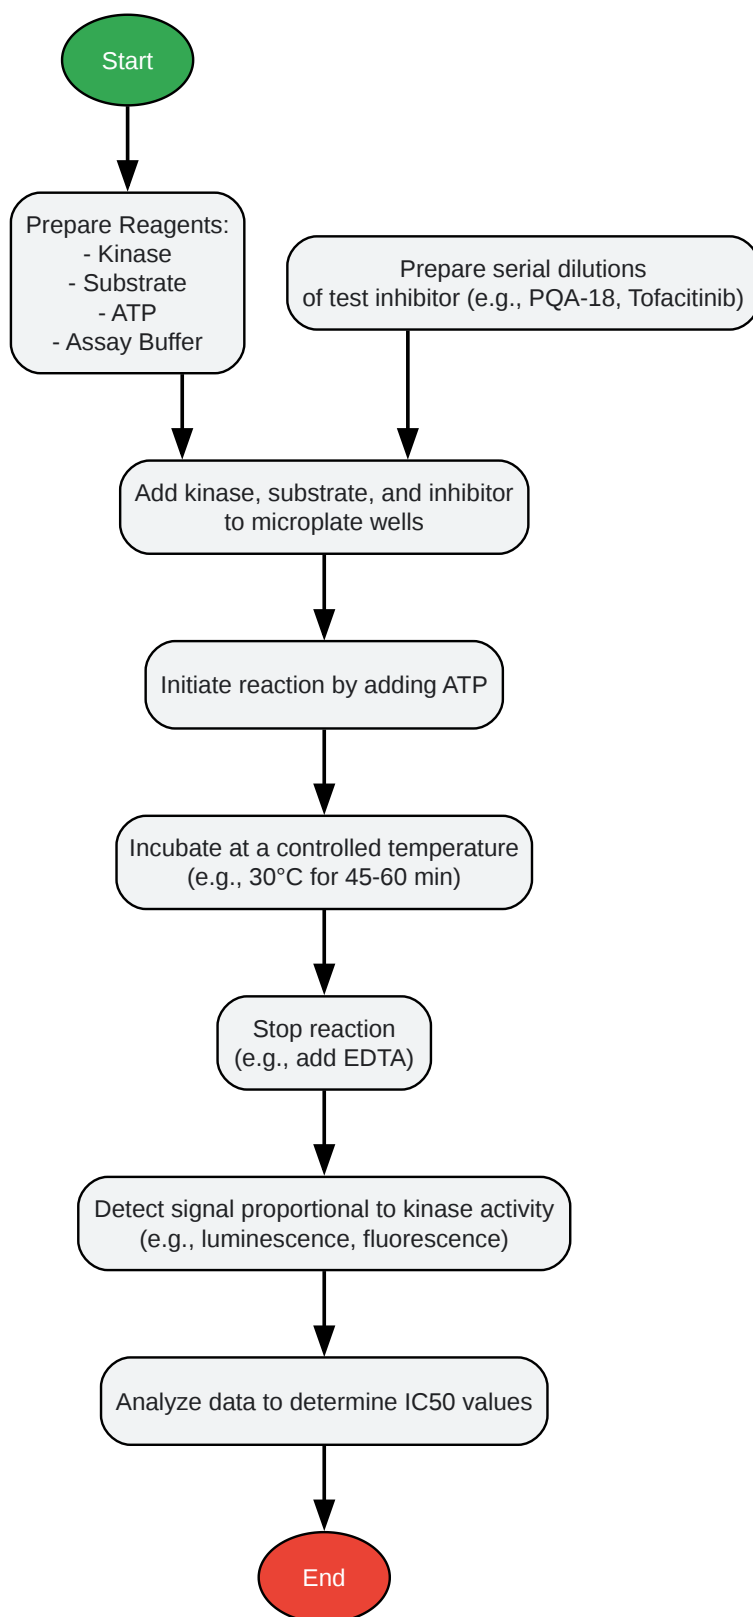 Start
Prepare Reagents:
- Kinase
- Substrate
- ATP
- Assay Buffer
Prepare serial dilutions
of test inhibitor (e.g., PQA-18, Tofacitinib)
Add kinase, substrate, and inhibitor
to microplate wells
Initiate reaction by adding ATP
Incubate at a controlled temperature
(e.g., 30°C for 45-60 min)
Stop reaction
(e.g., add EDTA)
Detect signal proportional to kinase activity
(e.g., luminescence, fluorescence)
Analyze data to determine IC50 values
End